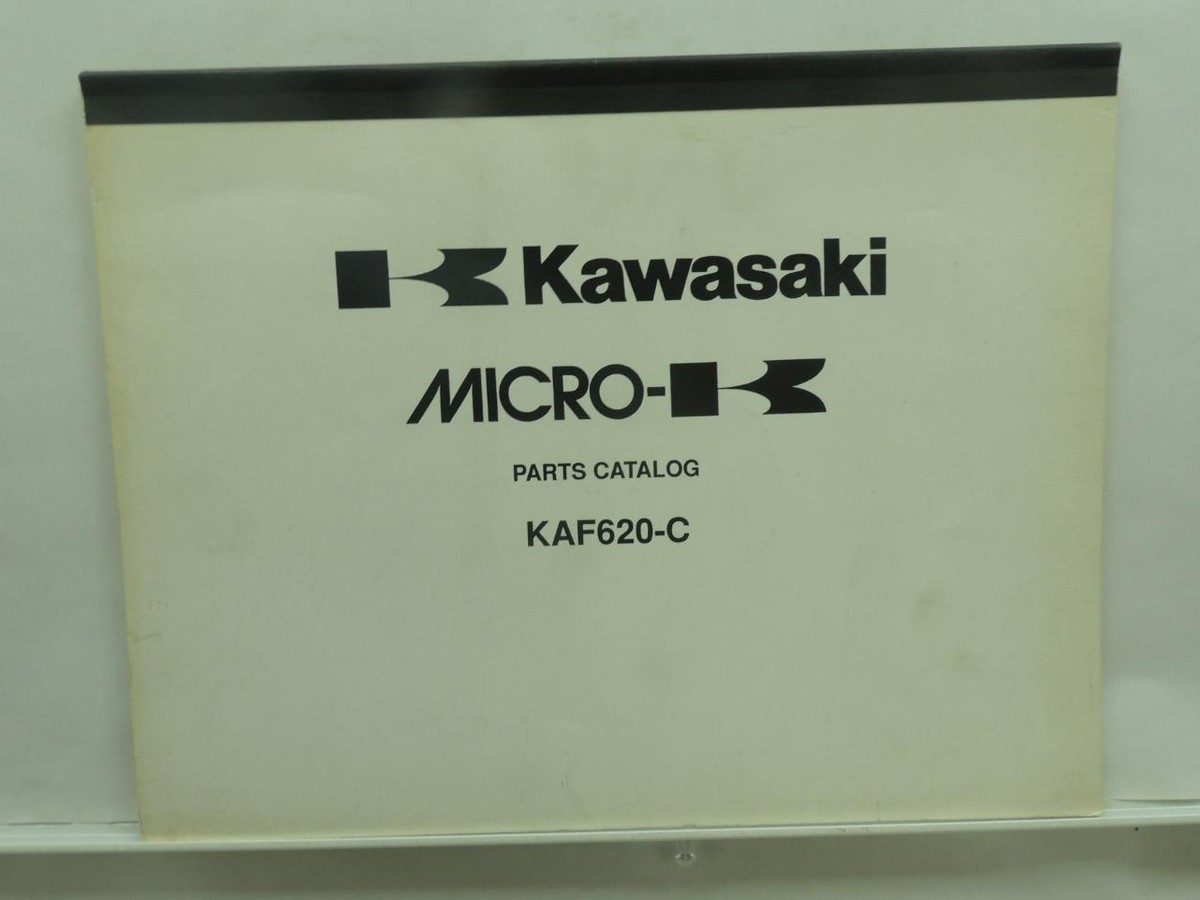 Kawasaki
MICRO-K
PARTS CATALOG
KAF620-C